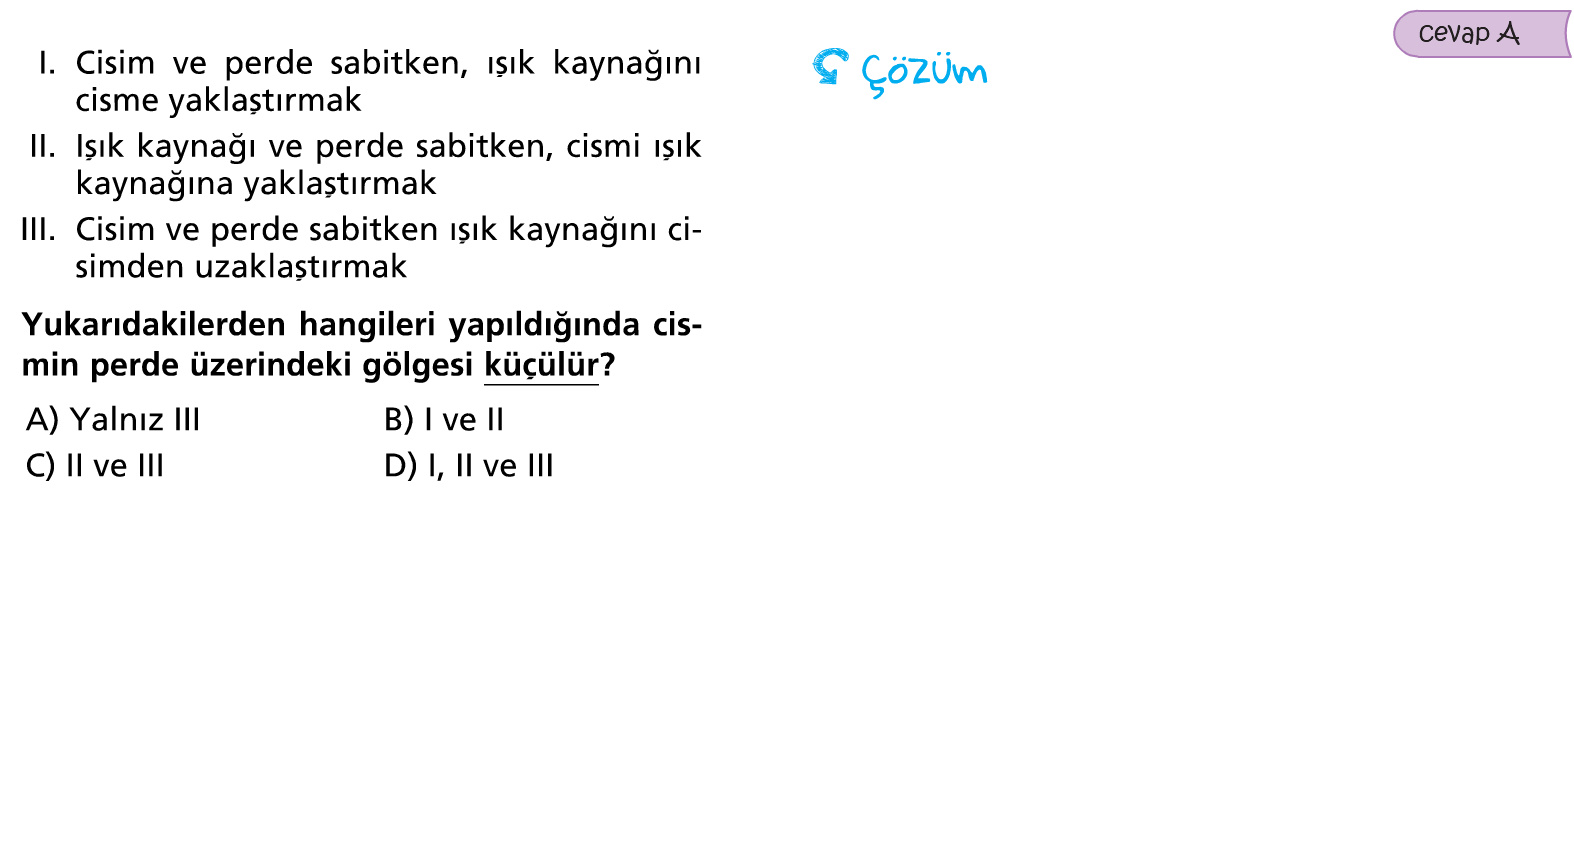 I. Cisim ve perde sabitken, ışık kaynağını
cisme yaklaştırmak
II. Işık kaynağı ve perde sabitken, cismi ışık
kaynağına yaklaştırmak
III. Cisim ve perde sabitken ışık kaynağını ci-
simden uzaklaştırmak
Yukarıdakilerden hangileri yapıldığında cis-
min perde üzerindeki gölgesi küçülür?
A) Yalnız III B) I ve II
C) II ve III D) I, II ve III
Çözüm
cevap A